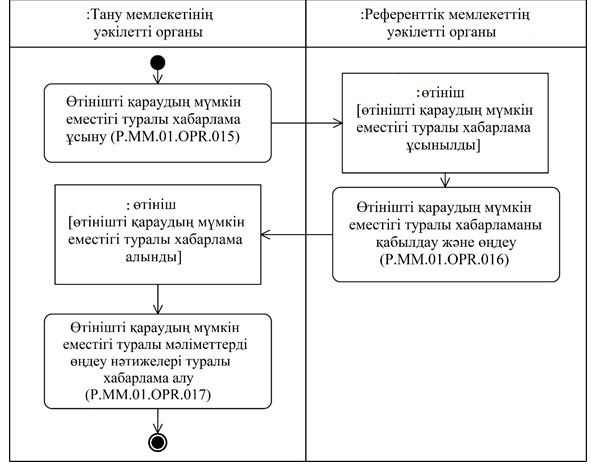 :Тану мемлекетінің
уәкілетті органы
:Референттік мемлекеттің
уәкілетті органы
Өтінішті қараудың мүмкін
еместігі туралы хабарлама
ұсыну (P.MM.01.OPR.015)
:өтініш
[өтінішті қараудың мүмкін
еместігі туралы хабарлама
ұсынылды]
Өтінішті қараудың мүмкін
еместігі туралы хабарламаны
қабылдау және өңдеу
(P.MM.01.OPR.016)
: өтініш
[өтінішті қараудың мүмкін
еместігі туралы хабарлама
алынды]
Өтінішті қараудың мүмкін
еместігі туралы мәліметтерді
өңдеу нәтижелері туралы
хабарлама алу
(P.MM.01.OPR.017)